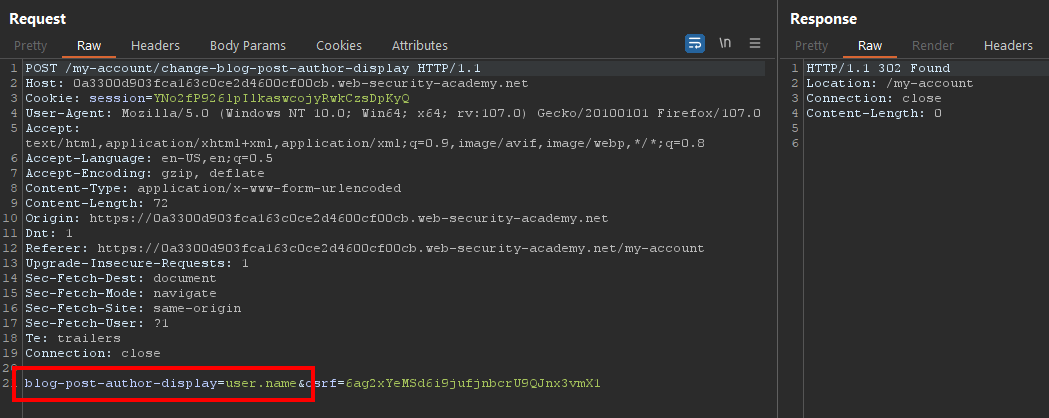 Request
Pretty Raw Headers Body Params Cookies Attributes
\n
1 POST /my-account/change-blog-post-author-display HTTP/1.1
2 Host: 0a3300d903fca163c0ce2d4600cf00cb.web-security-academy.net
3 Cookie: session=YNo2fP926lpIlkaswcojyRwkCzsDpKyQ
4 User-Agent: Mozilla/5.0 (Windows NT 10.0; Win64; x64; rv:107.0) Gecko/20100101 Firefox/107.0
5 Accept:
text/html,application/xhtml+xml,application/xml;q=0.9,image/avif,image/webp,*/*;q=0.8
6 Accept-Language: en-US,en;q=0.5
7 Accept-Encoding: gzip, deflate
8 Content-Type: application/x-www-form-urlencoded
9 Content-Length: 72
10 Origin: https://0a3300d903fca163c0ce2d4600cf00cb.web-security-academy.net
11 Dnt: 1
12 Referer: https://0a3300d903fca163c0ce2d4600cf00cb.web-security-academy.net/my-account
13 Upgrade-Insecure-Requests: 1
14 Sec-Fetch-Dest: document
15 Sec-Fetch-Mode: navigate
16 Sec-Fetch-Site: same-origin
17 Sec-Fetch-User: ?1
18 Te: trailers
19 Connection: close
20
21 blog-post-author-display=user.name&csrf=6ag2xYeMSd6i9jufjnbcrU9QJnx3vmX1
Response
Pretty Raw Render Headers
1 HTTP/1.1 302 Found
2 Location: /my-account
3 Connection: close
4 Content-Length: 0
5
6